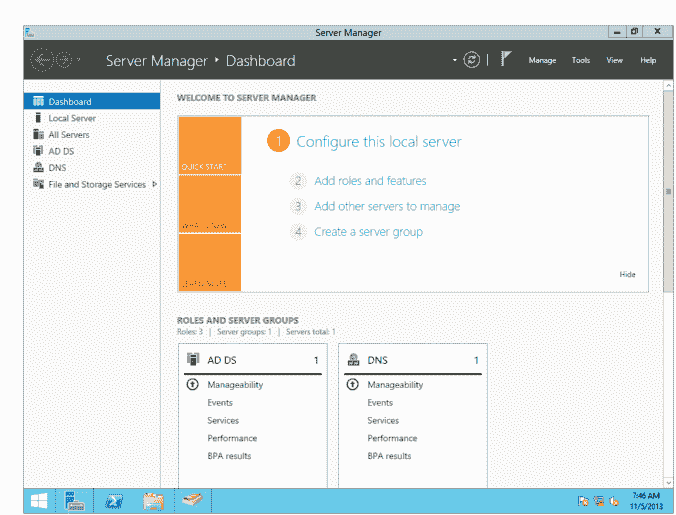 Server Manager
Server Manager • Dashboard
Manage Tools View Help
Dashboard
Local Server
All Servers
AD DS
DNS
File and Storage Services
WELCOME TO SERVER MANAGER
QUICK START
1 Configure this local server
2 Add roles and features
3 Add other servers to manage
4 Create a server group
Hide
ROLES AND SERVER GROUPS
Roles: 3 | Server groups: 1 | Servers total: 1
AD DS 1
Manageability
Events
Services
Performance
BPA results
DNS 1
Manageability
Events
Services
Performance
BPA results
7:46 AM
11/5/2013